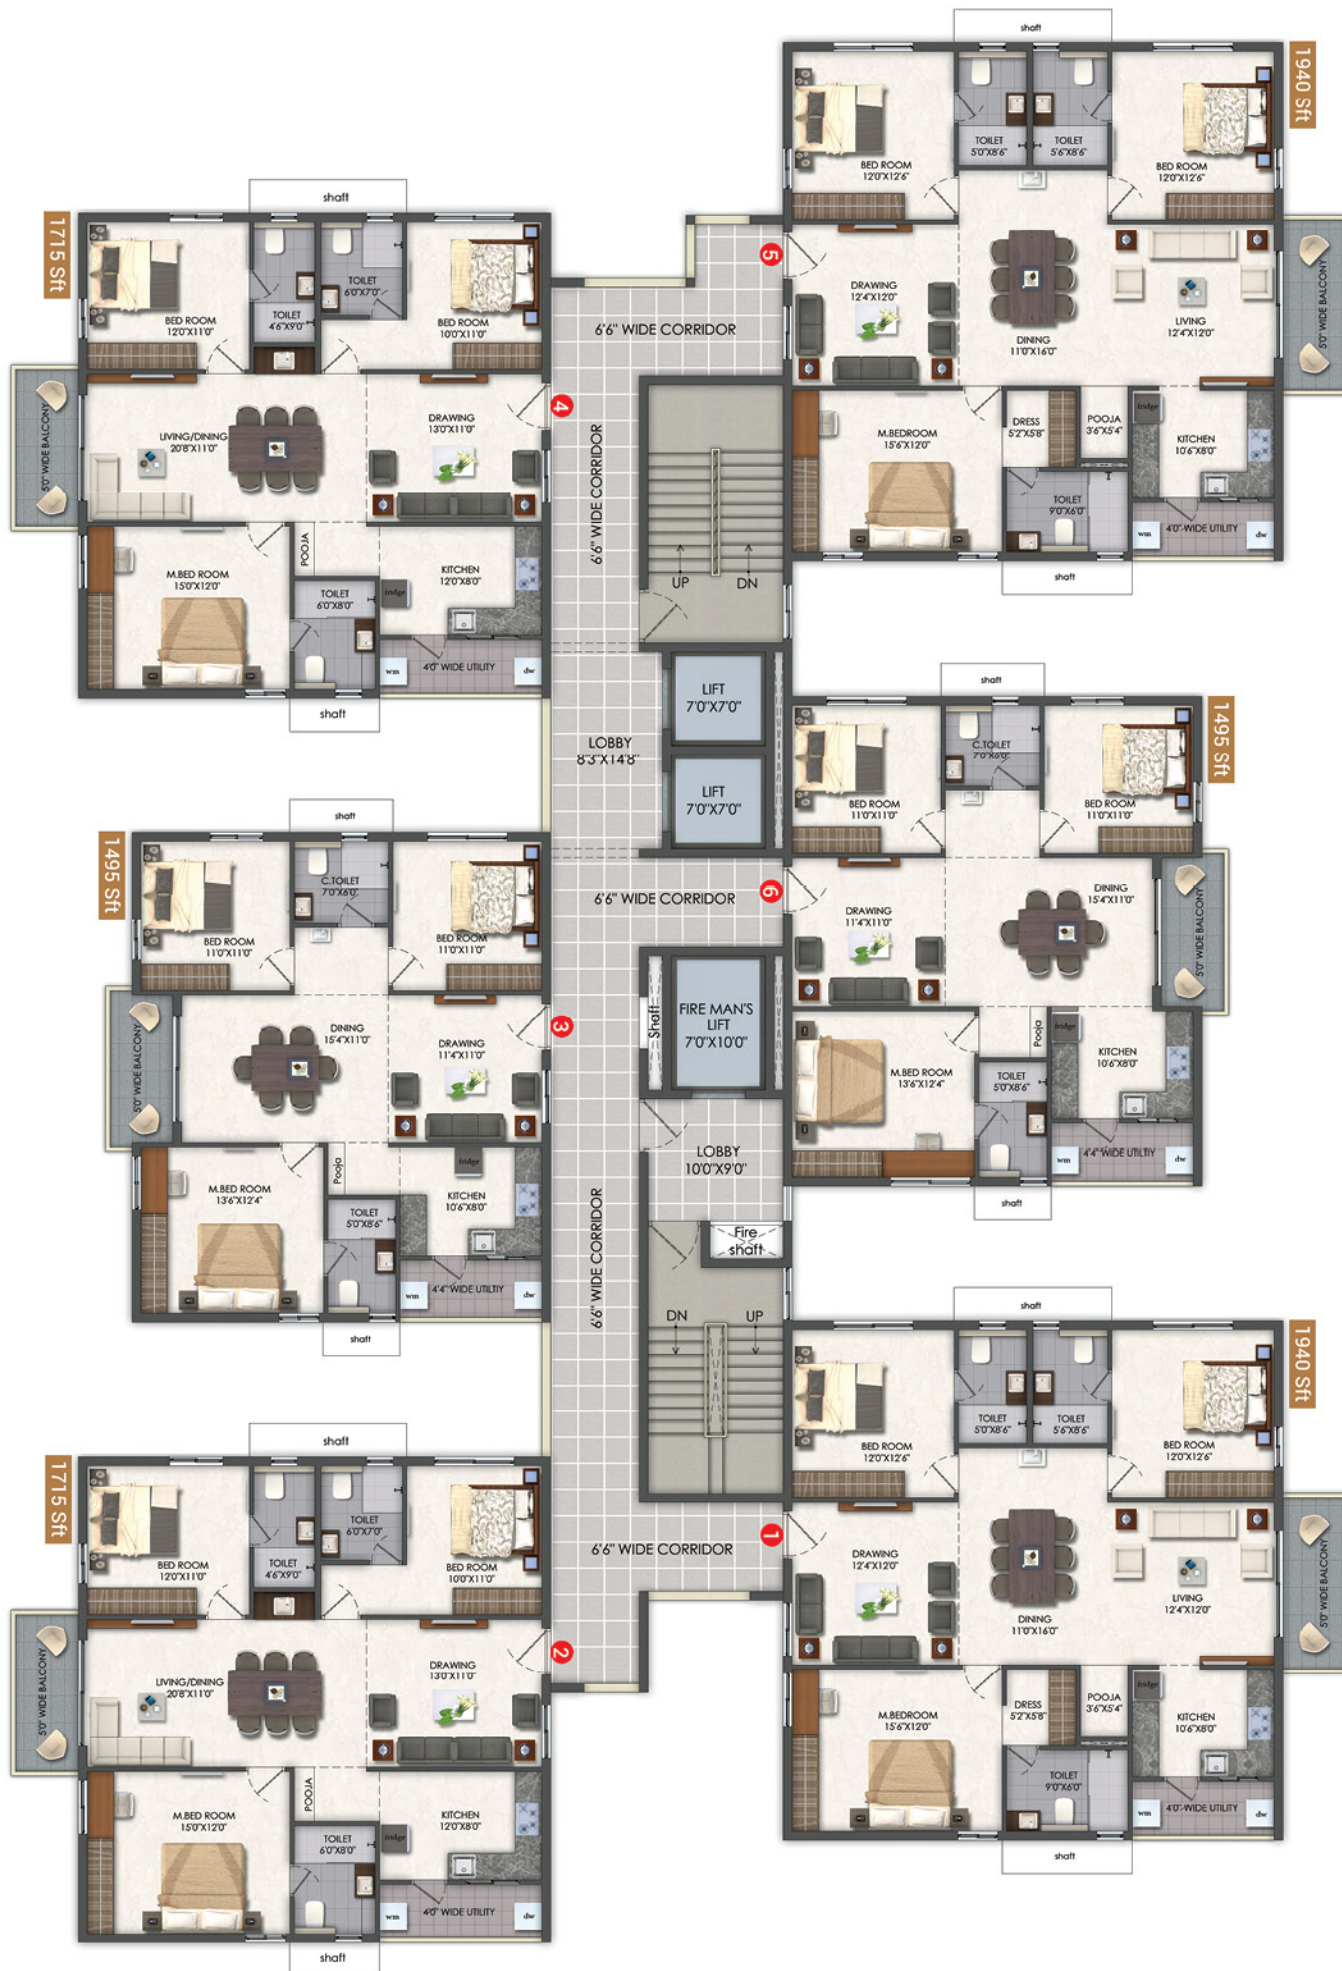 shaft
1940 Sft
TOILET
5'0"X8'6"
TOILET
5'6"X8'6"
BED ROOM
12'0"X12'6"
BED ROOM
12'0"X12'6"
5
DRAWING
12'4"X12'0"
LIVING
12'4"X12'0"
DINING
11'0"X16'0"
5'0" WIDE BALCONY
M.BEDROOM
15'6"X12'0"
DRESS
5'2"X5'8"
POOJA
3'6"X5'4"
fridge
KITCHEN
10'6"X8'0"
TOILET
9'0"X6'0"
wm
4'0" WIDE UTILITY
dw
shaft
shaft
1715 Sft
TOILET
6'0"X7'0"
TOILET
4'6"X9'0"
BED ROOM
12'0"X11'0"
BED ROOM
10'0"X11'0"
4
5'0" WIDE BALCONY
LIVING/DINING
20'8"X11'0"
DRAWING
13'0"X11'0"
M.BED ROOM
15'0"X12'0"
POOJA
KITCHEN
12'0"X8'0"
TOILET
6'0"X8'0"
fridge
wm
4'0" WIDE UTILITY
dw
shaft
6'6" WIDE CORRIDOR
6'6" WIDE CORRIDOR
UP
DN
LIFT
7'0"X7'0"
LOBBY
8'3"X14'8"
LIFT
7'0"X7'0"
6'6" WIDE CORRIDOR
shaft
1495 Sft
C.TOILET
7'0"X6'0"
BED ROOM
11'0"X11'0"
BED ROOM
11'0"X11'0"
6
DRAWING
11'4"X11'0"
DINING
15'4"X11'0"
5'0" WIDE BALCONY
M.BED ROOM
13'6"X12'4"
Pooja
fridge
KITCHEN
10'6"X8'0"
TOILET
5'0"X8'6"
wm
4'4" WIDE UTILTIY
dw
shaft
shaft
1495 Sft
C.TOILET
7'0"X6'0"
BED ROOM
11'0"X11'0"
BED ROOM
11'0"X11'0"
3
5'0" WIDE BALCONY
DINING
15'4"X11'0"
DRAWING
11'4"X11'0"
M.BED ROOM
13'6"X12'4"
Pooja
fridge
KITCHEN
10'6"X8'0"
TOILET
5'0"X8'6"
wm
4'4" WIDE UTILTIY
dw
shaft
Shaft
FIRE MAN'S
LIFT
7'0"X10'0"
LOBBY
10'0"X9'0"
6'6" WIDE CORRIDOR
Fire
shaft
DN
UP
6'6" WIDE CORRIDOR
shaft
1940 Sft
TOILET
5'0"X8'6"
TOILET
5'6"X8'6"
BED ROOM
12'0"X12'6"
BED ROOM
12'0"X12'6"
1
DRAWING
12'4"X12'0"
LIVING
12'4"X12'0"
DINING
11'0"X16'0"
5'0" WIDE BALCONY
M.BEDROOM
15'6"X12'0"
DRESS
5'2"X5'8"
POOJA
3'6"X5'4"
fridge
KITCHEN
10'6"X8'0"
TOILET
9'0"X6'0"
wm
4'0" WIDE UTILITY
dw
shaft
shaft
1715 Sft
TOILET
6'0"X7'0"
TOILET
4'6"X9'0"
BED ROOM
12'0"X11'0"
BED ROOM
10'0"X11'0"
2
5'0" WIDE BALCONY
LIVING/DINING
20'8"X11'0"
DRAWING
13'0"X11'0"
M.BED ROOM
15'0"X12'0"
POOJA
KITCHEN
12'0"X8'0"
TOILET
6'0"X8'0"
fridge
wm
4'0" WIDE UTILITY
dw
shaft